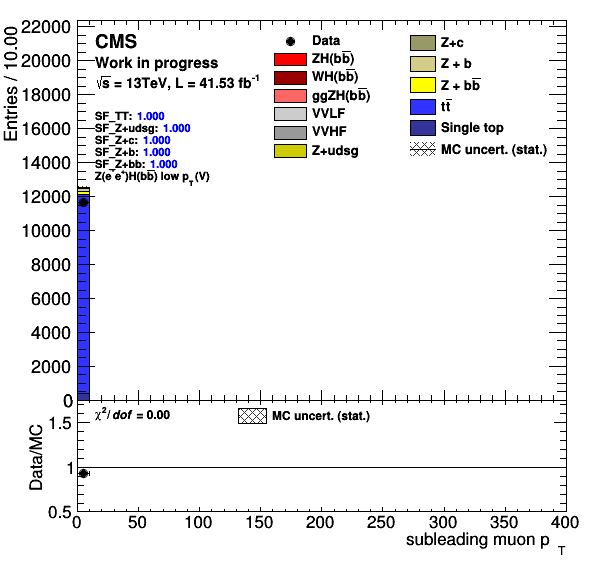 CMS
Work in progress
√s = 13TeV, L = 41.53 fb⁻¹
SF_TT: 1.000
SF_Z+udsg: 1.000
SF_Z+c: 1.000
SF_Z+b: 1.000
SF_Z+bb: 1.000
Z(e⁻e⁺)H(bb̅) low p_T(V)
Data
ZH(bb̅)
WH(bb̅)
ggZH(bb̅)
VVLF
VVHF
Z+udsg
Z+c
Z + b
Z + bb̅
tt̅
Single top
MC uncert. (stat.)
Entries / 10.00
22000
20000
18000
16000
14000
12000
10000
8000
6000
4000
2000
0
χ²/dof = 0.00
MC uncert. (stat.)
Data/MC
1.5
1
0.5
0 50 100 150 200 250 300 350 400
subleading muon p_T